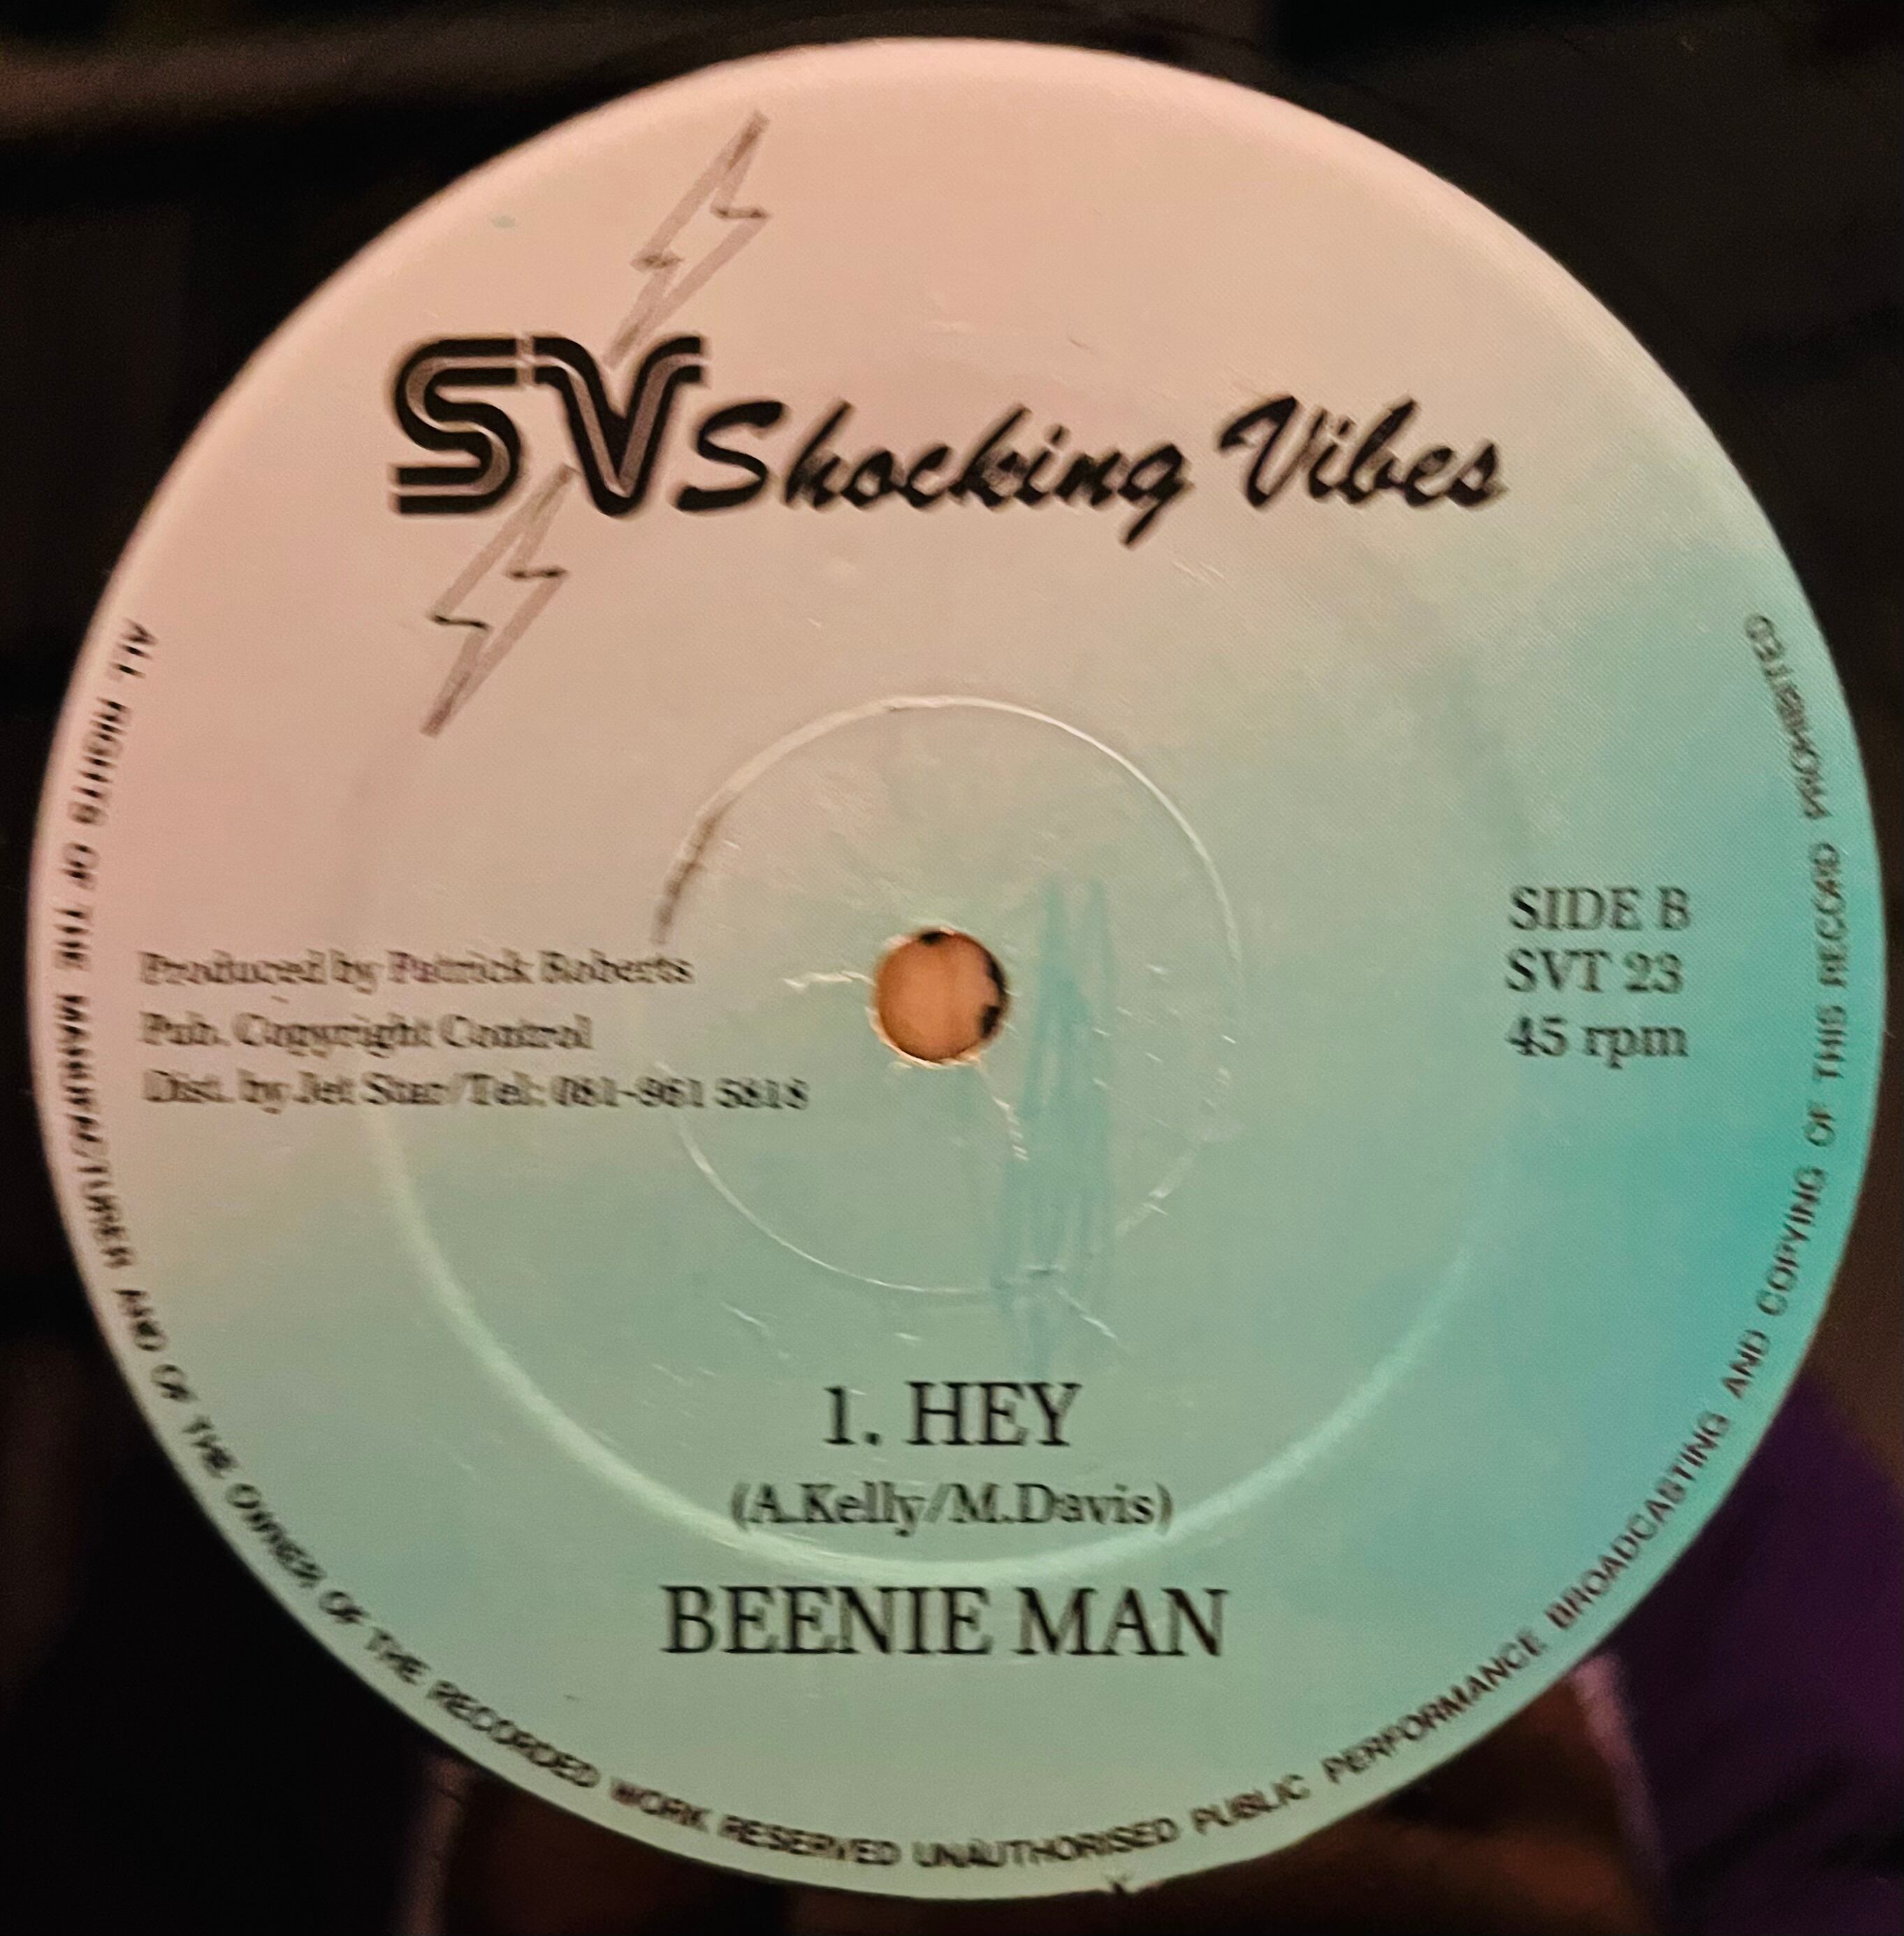 SV Shocking Vibes
Produced by Patrick Roberts
Pub. Copyright Control
Dist. by Jet Star/Tel: 081-961 5818
SIDE B
SVT 23
45 rpm
1. HEY
(A.Kelly/M.Davis)
BEENIE MAN
ALL RIGHTS OF THE MANUFACTURER AND OF THE OWNER OF THE RECORDED WORK RESERVED UNAUTHORISED PUBLIC PERFORMANCE BROADCASTING AND COPYING OF THIS RECORD PROHIBITED